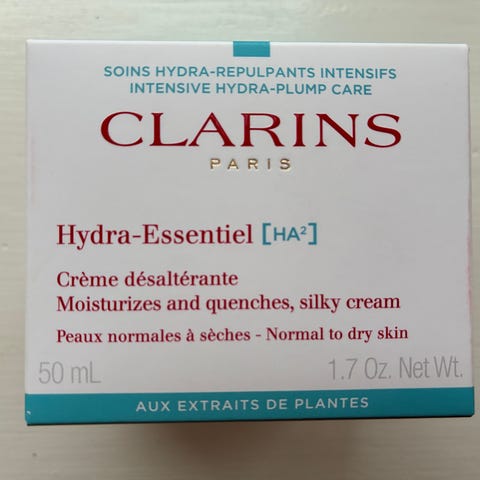 SOINS HYDRA-REPULPANTS INTENSIFS
INTENSIVE HYDRA-PLUMP CARE
CLARINS
PARIS
Hydra-Essentiel [HA²]
Crème désaltérante
Moisturizes and quenches, silky cream
Peaux normales à sèches - Normal to dry skin
50 mL 1.7 Oz. Net Wt.
AUX EXTRAITS DE PLANTES